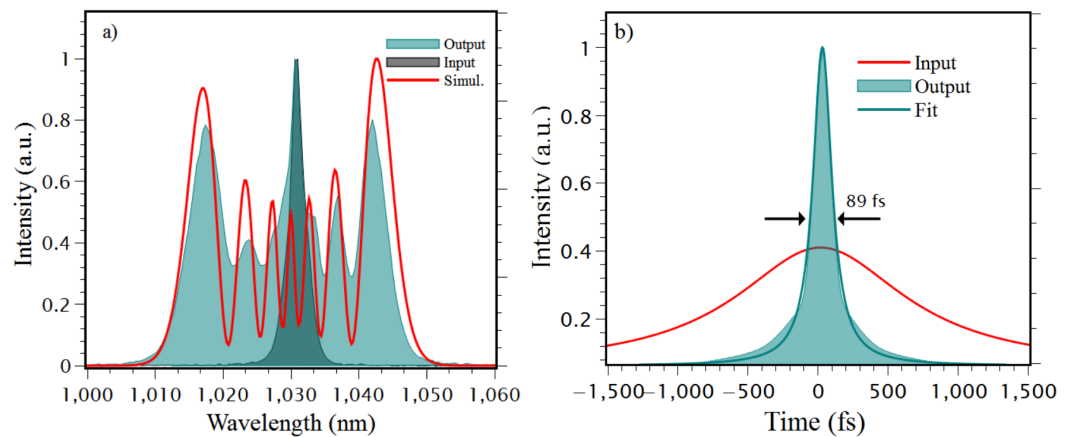 a)
Output
Input
Simul.
1
0.8
0.6
0.4
0.2
0
Intensity (a.u.)
1,000
1,010
1,020
1,030
1,040
1,050
1,060
Wavelength (nm)
b)
Input
Output
Fit
89 fs
1
0.8
0.6
0.4
0.2
Intensity (a.u.)
−1,500
−1,000
−500
0
500
1,000
1,500
Time (fs)